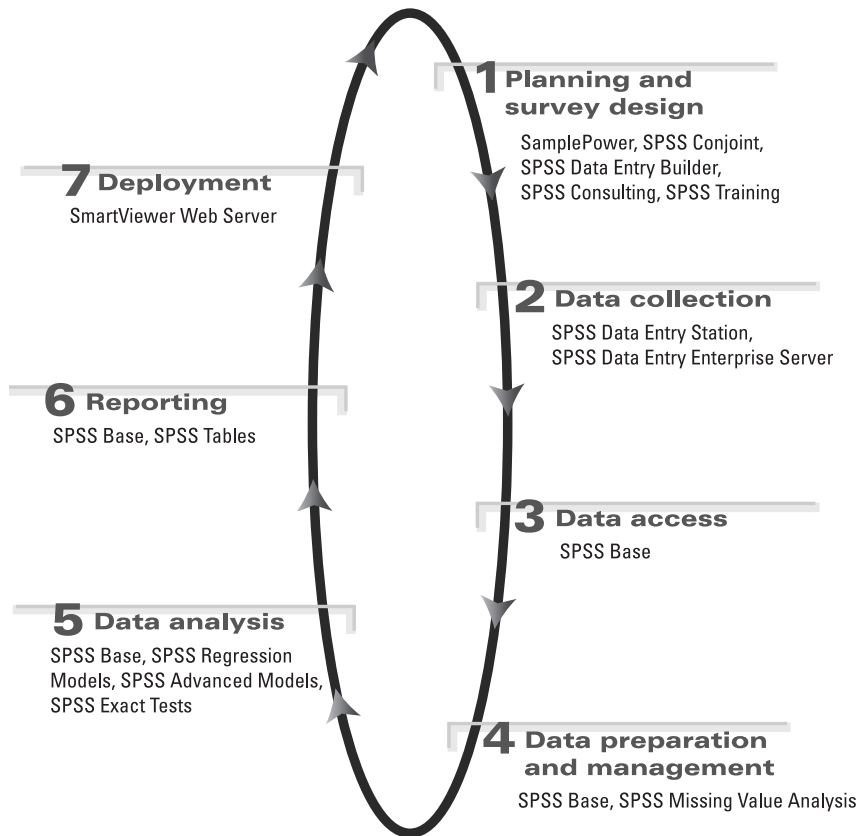 1 Planning and
survey design
SamplePower, SPSS Conjoint,
SPSS Data Entry Builder,
SPSS Consulting, SPSS Training
2 Data collection
SPSS Data Entry Station,
SPSS Data Entry Enterprise Server
3 Data access
SPSS Base
4 Data preparation
and management
SPSS Base, SPSS Missing Value Analysis
5 Data analysis
SPSS Base, SPSS Regression
Models, SPSS Advanced Models,
SPSS Exact Tests
6 Reporting
SPSS Base, SPSS Tables
7 Deployment
SmartViewer Web Server